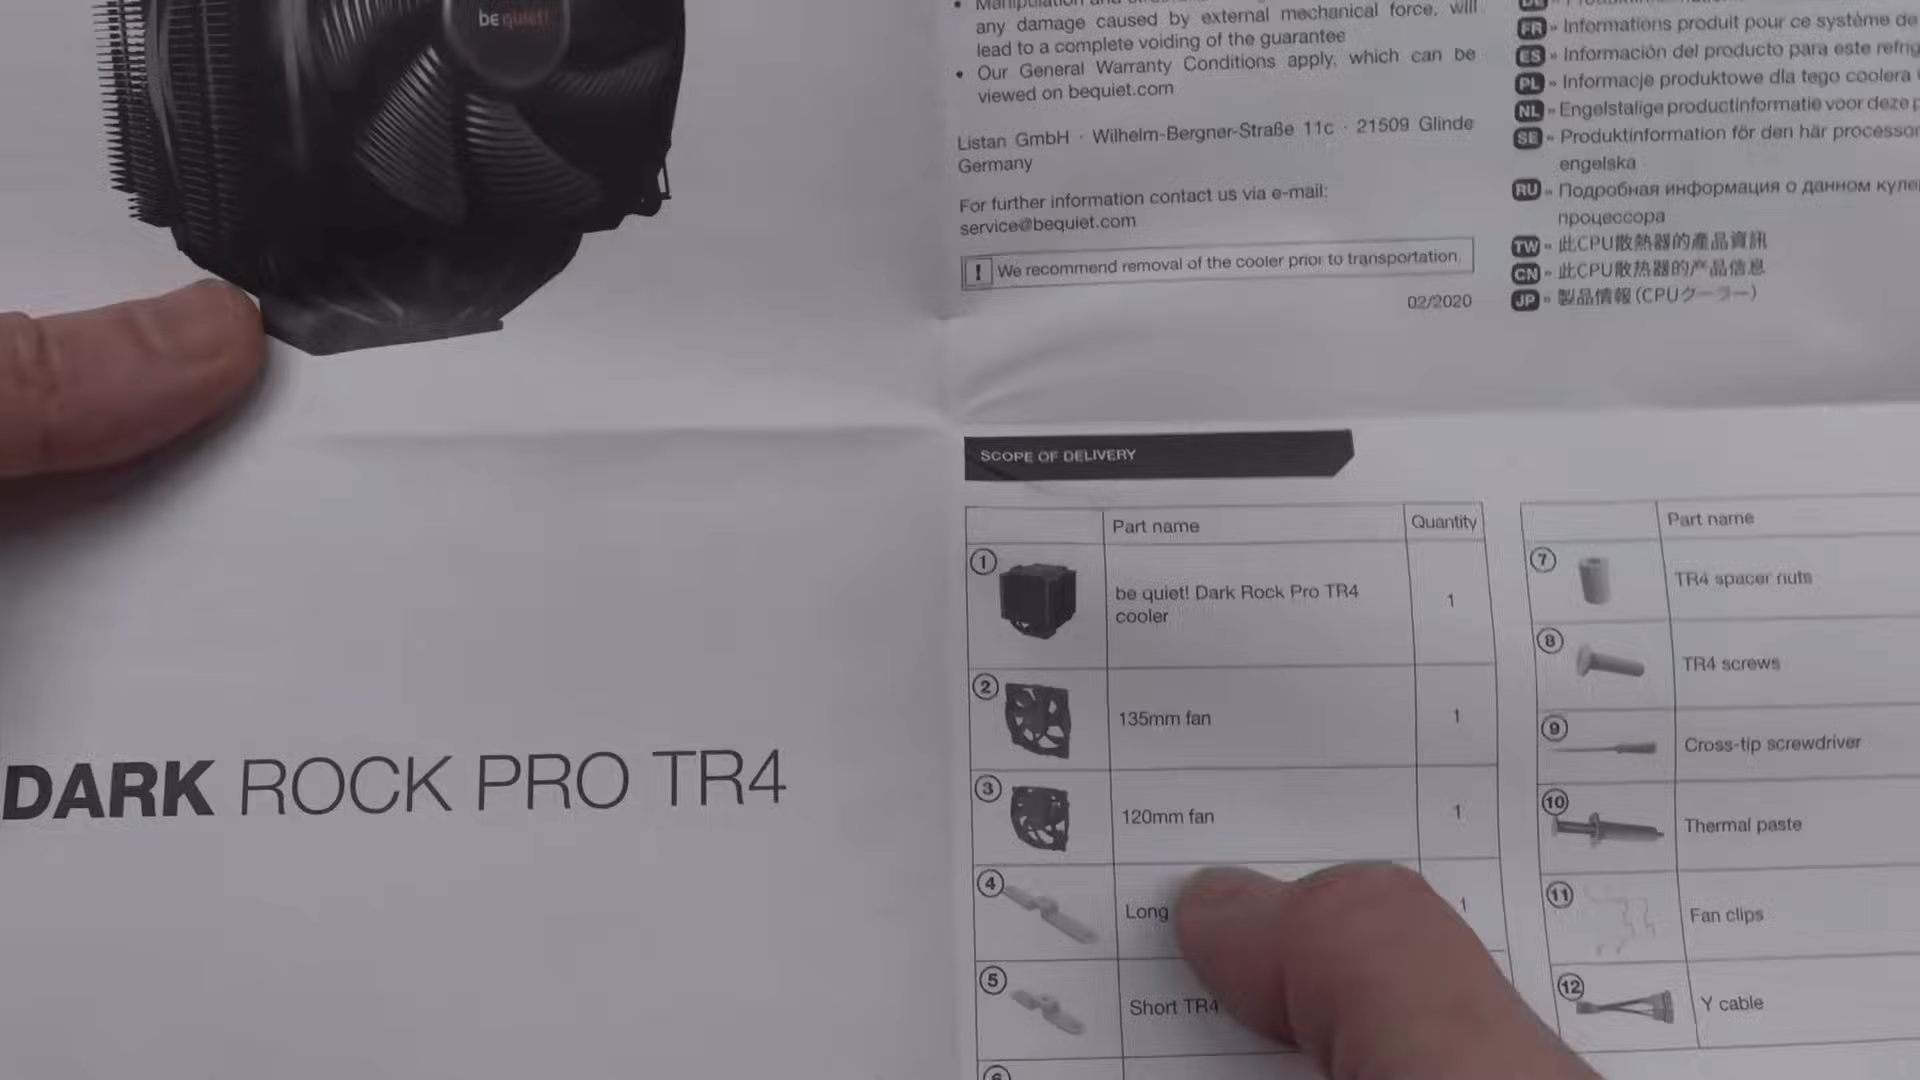 be quiet!
any damage caused by external mechanical force, will
lead to a complete voiding of the guarantee
• Our General Warranty Conditions apply, which can be
viewed on bequiet.com
Listan GmbH · Wilhelm-Bergner-Straße 11c · 21509 Glinde
Germany
For further information contact us via e-mail:
service@bequiet.com
! We recommend removal of the cooler prior to transportation.
02/2020
FR » Informations produit pour ce système de
ES » Información del producto para este
PL » Informacje produktowe dla tego coolera
NL » Engelstalige productinformatie voor deze
SE » Produktinformation för den här
engelska
RU » Подробная информация о данном
процессора
TW » 此CPU散熱器的產品資訊
CN » 此CPU散热器的产品信息
JP » 製品情報(CPUクーラー)
DARK ROCK PRO TR4
SCOPE OF DELIVERY
Part name Quantity
1 be quiet! Dark Rock Pro TR4 1
cooler
2 135mm fan 1
3 120mm fan 1
4 Long 1
5 Short TR4
6
Part name
7 TR4 spacer nuts
8 TR4 screws
9 Cross-tip screwdriver
10 Thermal paste
11 Fan clips
12 Y cable